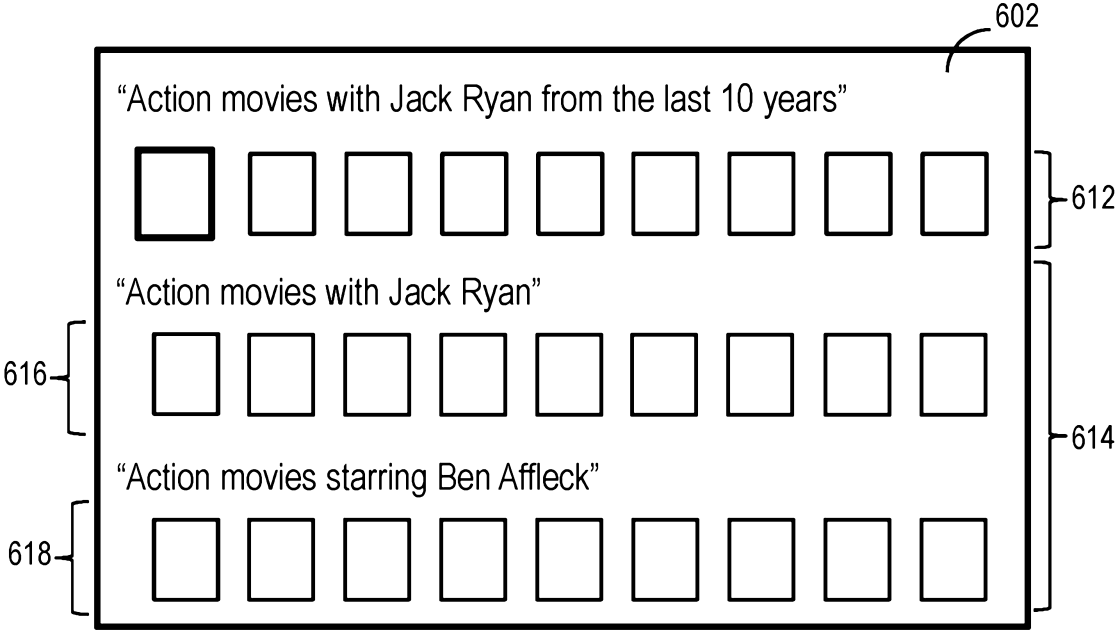 602
“Action movies with Jack Ryan from the last 10 years”
612
“Action movies with Jack Ryan”
616
614
“Action movies starring Ben Affleck”
618